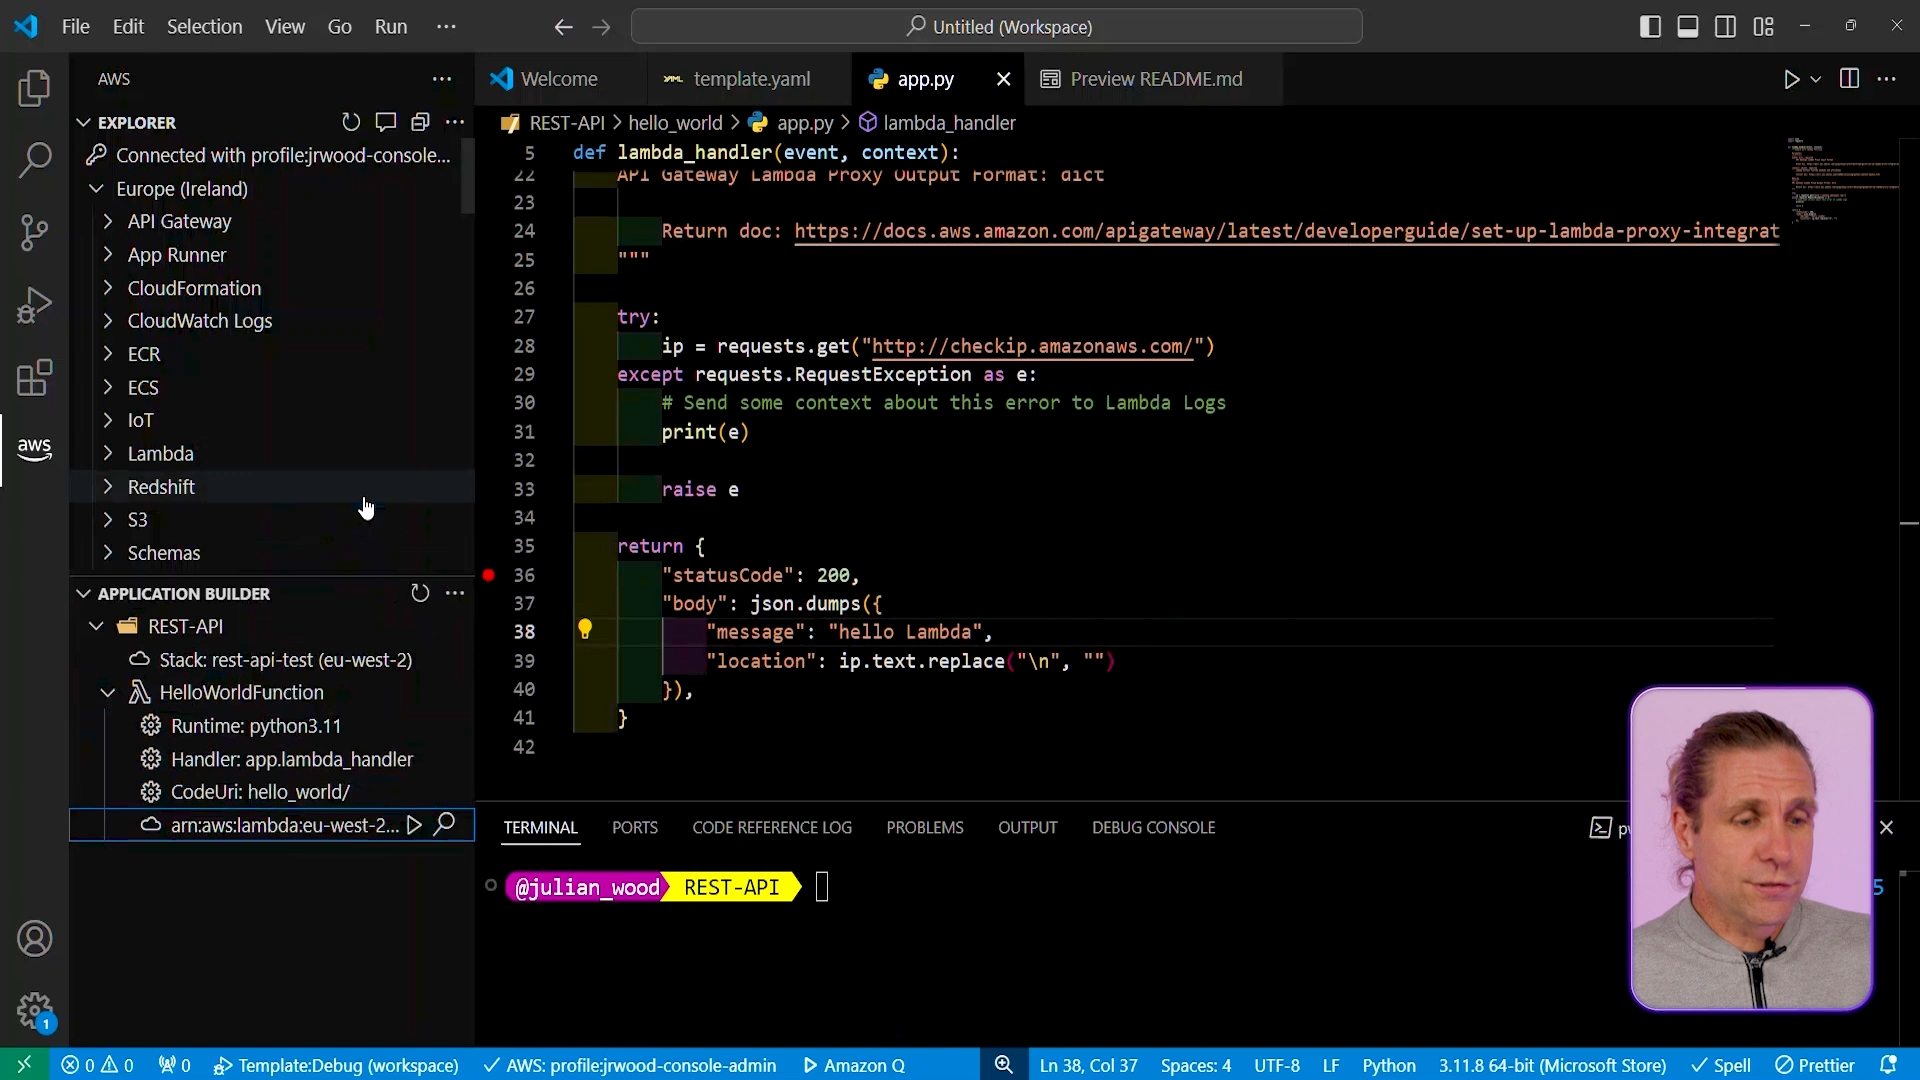 File Edit Selection View Go Run ···
Untitled (Workspace)
AWS
EXPLORER
Connected with profile:jrwood-console...
Europe (Ireland)
API Gateway
App Runner
CloudFormation
CloudWatch Logs
ECR
ECS
IoT
Lambda
Redshift
S3
Schemas
aws
APPLICATION BUILDER
REST-API
Stack: rest-api-test (eu-west-2)
HelloWorldFunction
Runtime: python3.11
Handler: app.lambda_handler
CodeUri: hello_world/
arn:aws:lambda:eu-west-2...
1
Welcome template.yaml app.py Preview README.md
REST-API > hello_world > app.py > lambda_handler
5 def lambda_handler(event, context):
22 API Gateway Lambda Proxy Output Format: dict
23
24 Return doc: https://docs.aws.amazon.com/apigateway/latest/developerguide/set-up-lambda-proxy-integrat
25 """
26
27 try:
28 ip = requests.get("http://checkip.amazonaws.com/")
29 except requests.RequestException as e:
30 # Send some context about this error to Lambda Logs
31 print(e)
32
33 raise e
34
35 return {
36 "statusCode": 200,
37 "body": json.dumps({
38 "message": "hello Lambda",
39 "location": ip.text.replace("\n", "")
40 }),
41 }
42
TERMINAL PORTS CODE REFERENCE LOG PROBLEMS OUTPUT DEBUG CONSOLE
@julian_wood REST-API
5
0 0 0 Template:Debug (workspace) AWS: profile:jrwood-console-admin Amazon Q Ln 38, Col 37 Spaces: 4 UTF-8 LF Python 3.11.8 64-bit (Microsoft Store) Spell Prettier